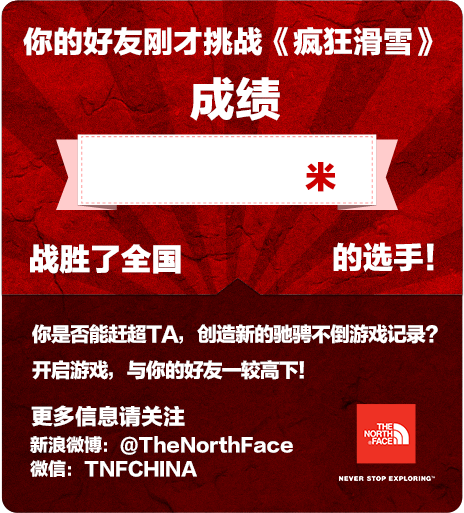 你的好友刚才挑战《疯狂滑雪》
成绩
米
战胜了全国 的选手!
你是否能赶超TA，创造新的驰骋不倒游戏记录？
开启游戏，与你的好友一较高下!
更多信息请关注
新浪微博：@TheNorthFace
微信：TNFCHINA
THE
NORTH
FACE
NEVER STOP EXPLORING™